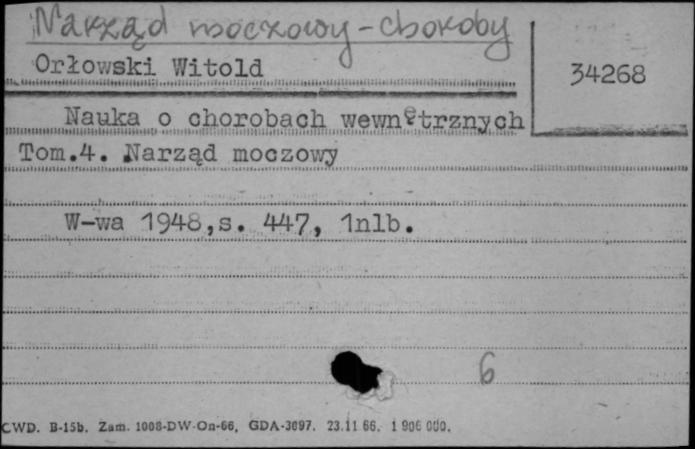 Narząd moczowy - choroby
Orłowski Witold
34268
Nauka o chorobach wewnętrznych
Tom.4. Narząd moczowy
W-wa 1948,s. 447, 1nlb.
6
CWD. B-15b. Zam. 1008-DW-On-66, GDA-3697. 23.11 66. 1 906 000.